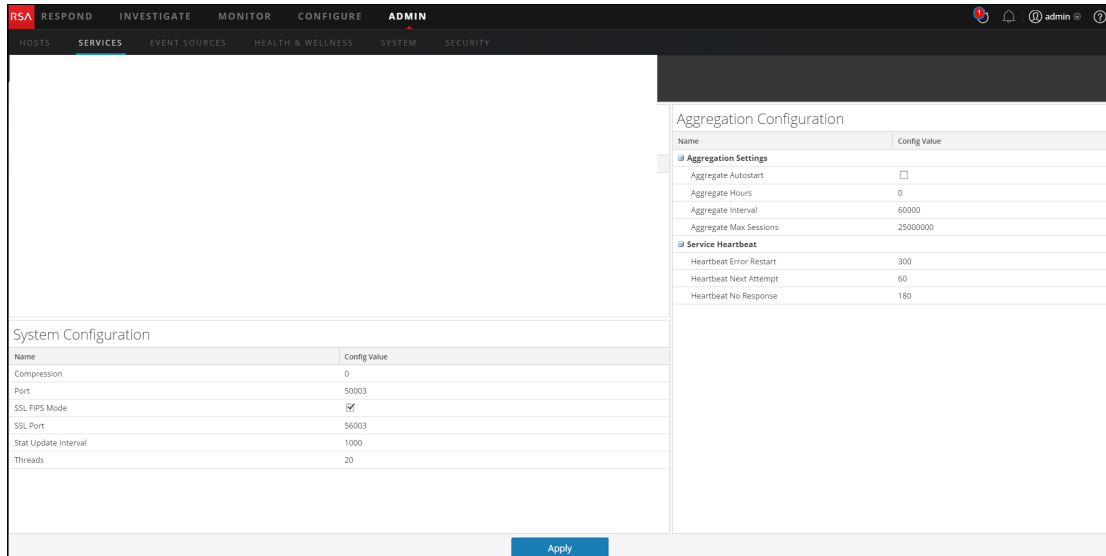 RSA RESPOND INVESTIGATE MONITOR CONFIGURE ADMIN 1 admin ?
HOSTS SERVICES EVENT SOURCES HEALTH & WELLNESS SYSTEM SECURITY
Aggregation Configuration
Name Config Value
Aggregation Settings
Aggregate Autostart
Aggregate Hours 0
Aggregate Interval 60000
Aggregate Max Sessions 25000000
Service Heartbeat
Heartbeat Error Restart 300
Heartbeat Next Attempt 60
Heartbeat No Response 180
System Configuration
Name Config Value
Compression 0
Port 50003
SSL FIPS Mode
SSL Port 56003
Stat Update Interval 1000
Threads 20
Apply